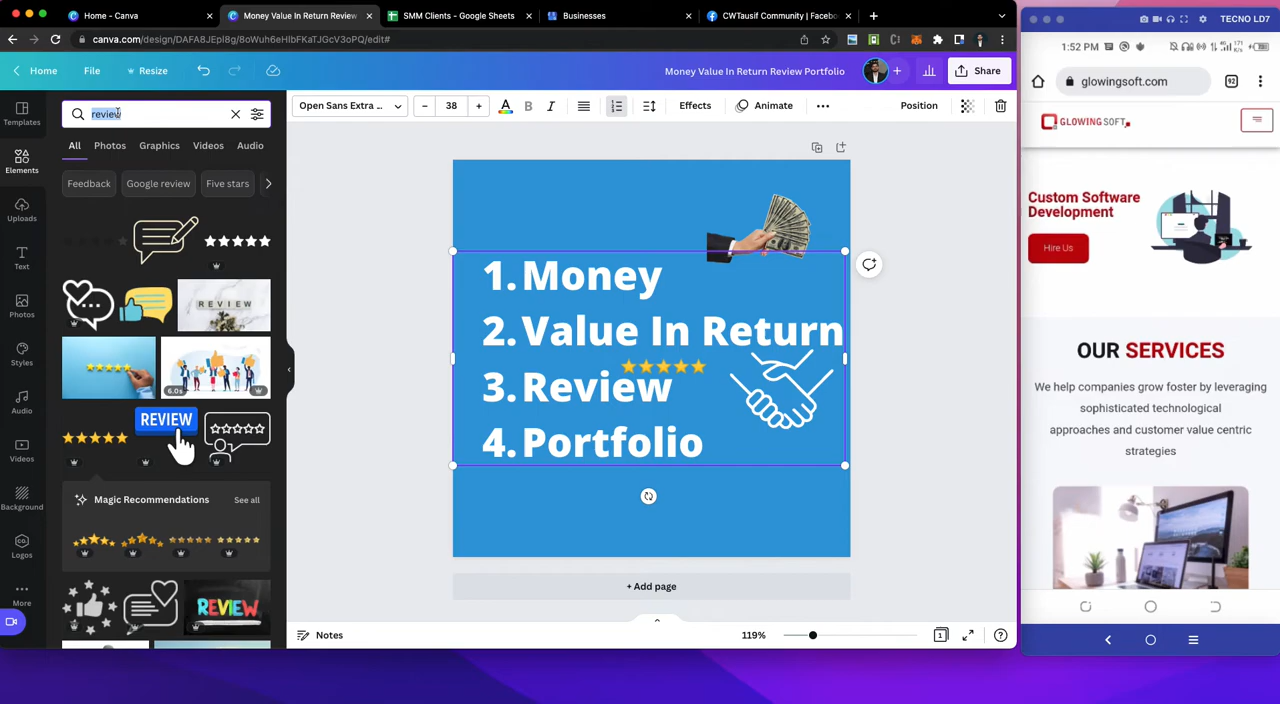 Home - Canva
Money Value In Return Review
SMM Clients - Google Sheets
Businesses
CWTausif Community | Facebo
canva.com/design/DAFA8JEpl8g/8oWuh6eHlbFKaTJGcV3oPQ/edit#
Home
File
Resize
Money Value In Return Review Portfolio
Share
review
Open Sans Extra ...
38
A
B
I
Effects
Animate
Position
Templates
Elements
Uploads
Text
Photos
Styles
Audio
Videos
Background
Logos
More
All
Photos
Graphics
Videos
Audio
Feedback
Google review
Five stars
REVIEW
6.0s
REVIEW
Magic Recommendations
See all
REVIEW
1. Money
2. Value In Return
3. Review
4. Portfolio
+ Add page
Notes
119%
1
TECNO LD7
1:52 PM
glowingsoft.com
92
GLOWINGSOFT
Custom Software
Development
Hire Us
OUR SERVICES
We help companies grow foster by leveraging
sophisticated technological
approaches and customer value centric
strategies